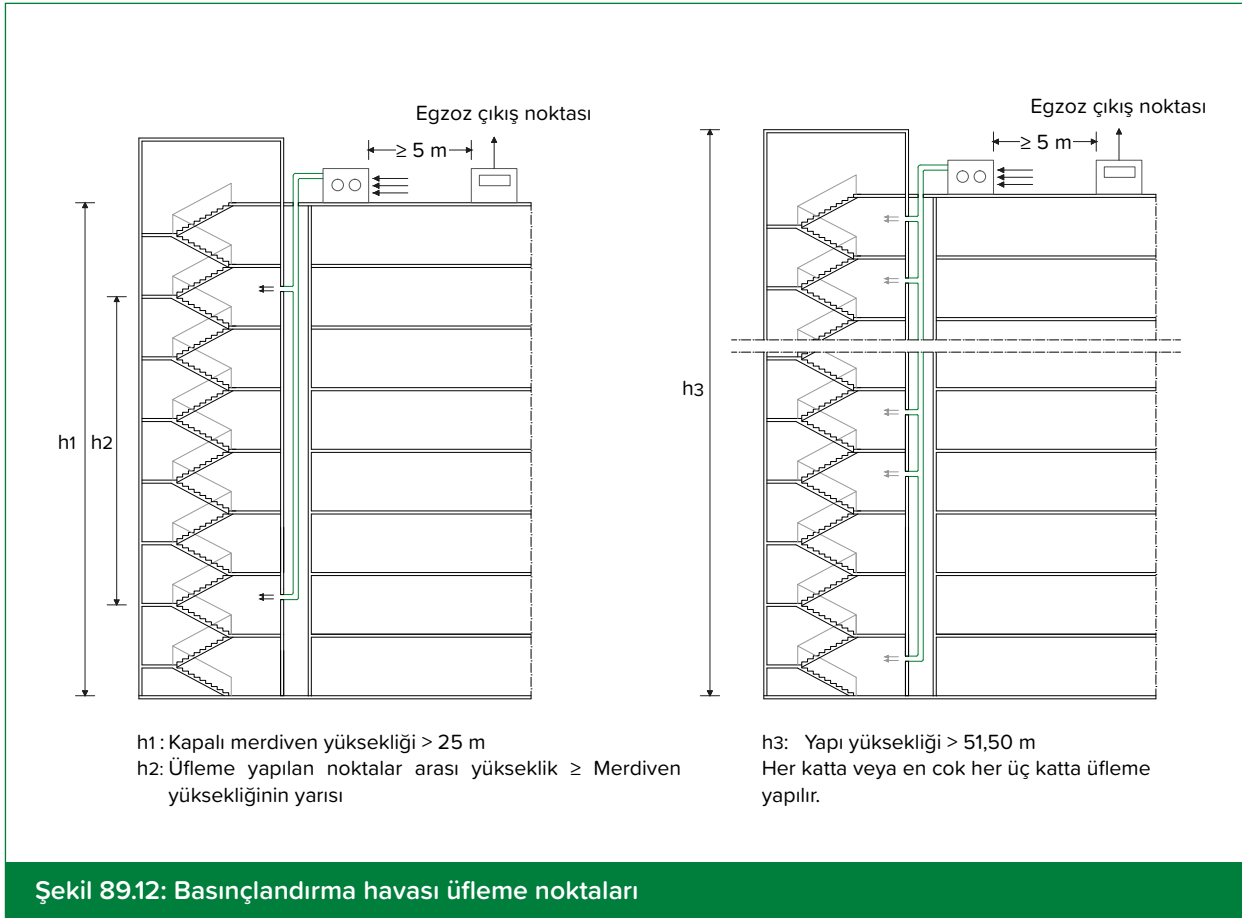 Egzoz çıkış noktası
≥ 5 m
h1
h2
h1 : Kapalı merdiven yüksekliği > 25 m
h2: Üfleme yapılan noktalar arası yükseklik ≥ Merdiven
yüksekliğinin yarısı
Egzoz çıkış noktası
≥ 5 m
h3
h3: Yapı yüksekliği > 51,50 m
Her katta veya en cok her üç katta üfleme
yapılır.
Şekil 89.12: Basınçlandırma havası üfleme noktaları